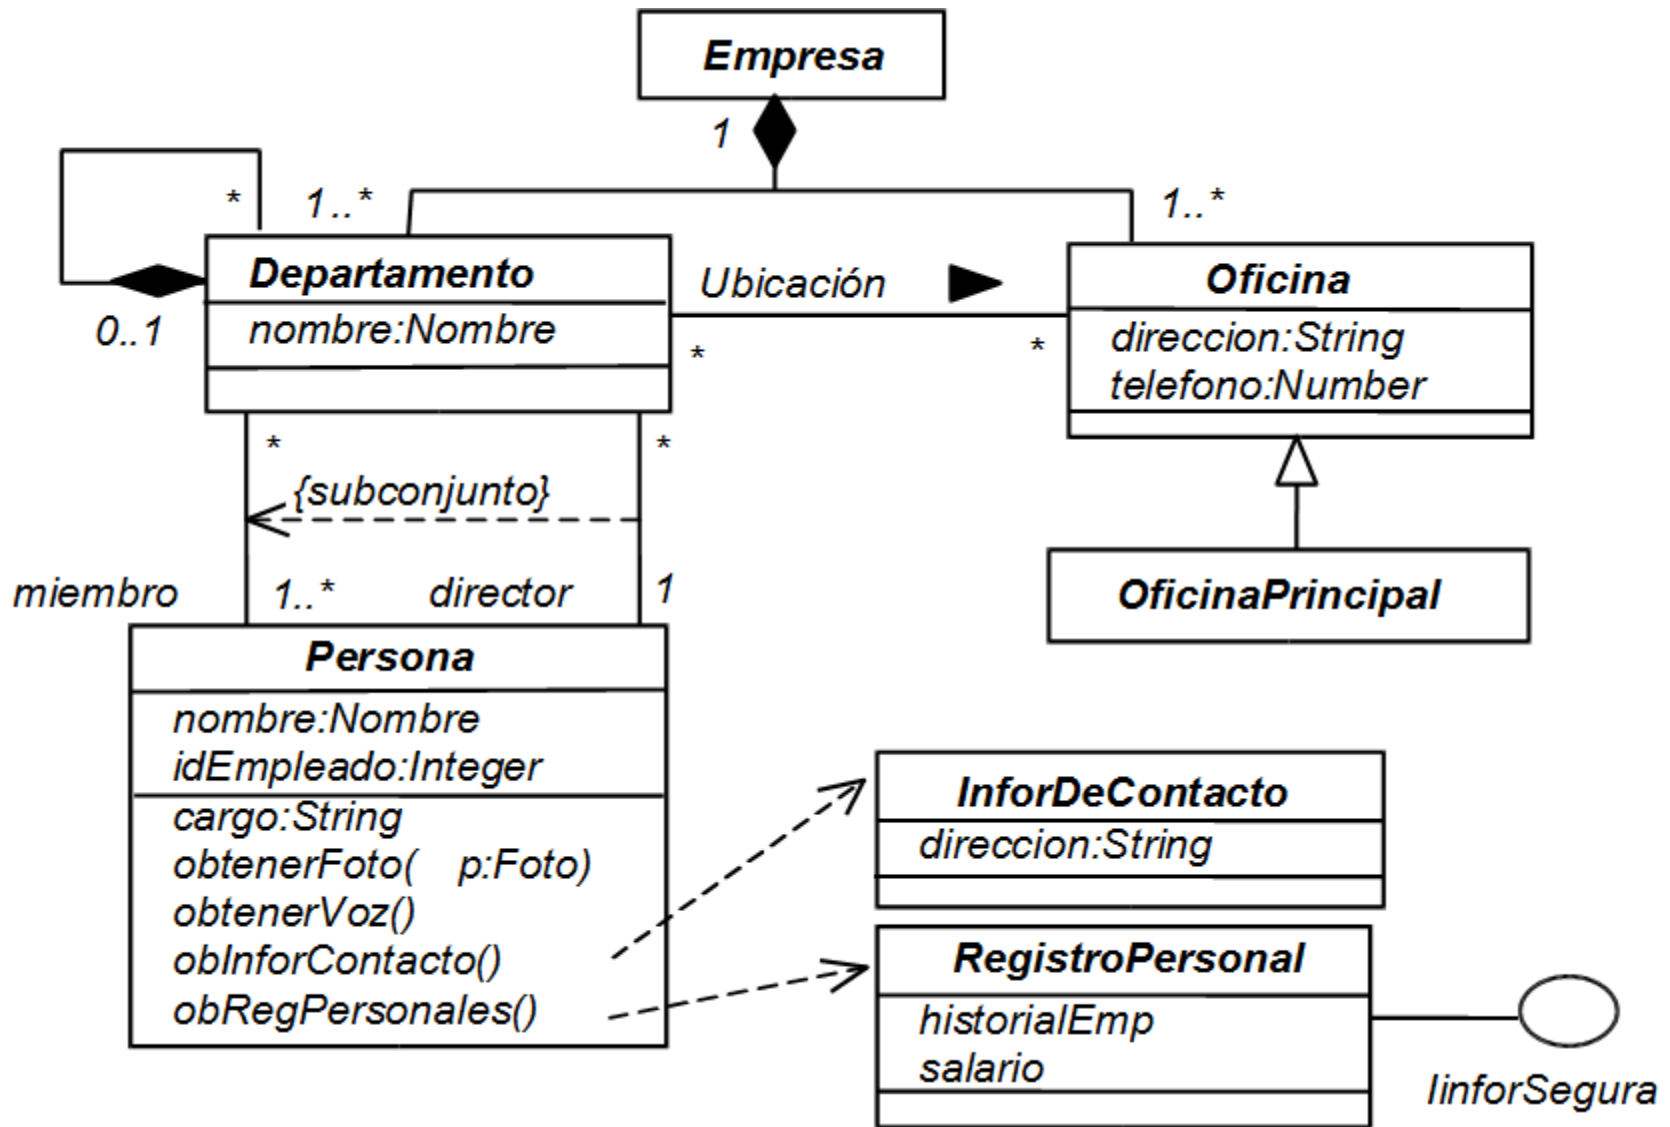 Empresa
1
*
1..*
1..*
Departamento
nombre:Nombre
0..1
Ubicación
*
*
Oficina
direccion:String
telefono:Number
*
*
{subconjunto}
miembro
1..*
director
1
OficinaPrincipal
Persona
nombre:Nombre
idEmpleado:Integer
cargo:String
obtenerFoto( p:Foto)
obtenerVoz()
obInforContacto()
obRegPersonales()
InforDeContacto
direccion:String
RegistroPersonal
historialEmp
salario
IinforSegura